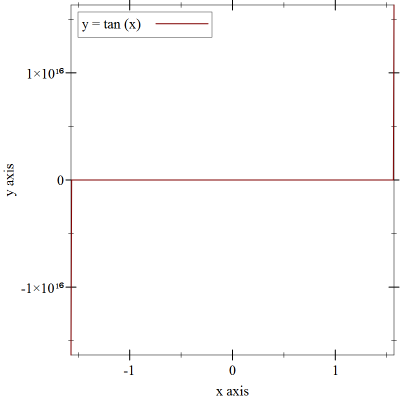 y = tan (x)
1×10¹⁶
0
-1×10¹⁶
y axis
-1
0
1
x axis